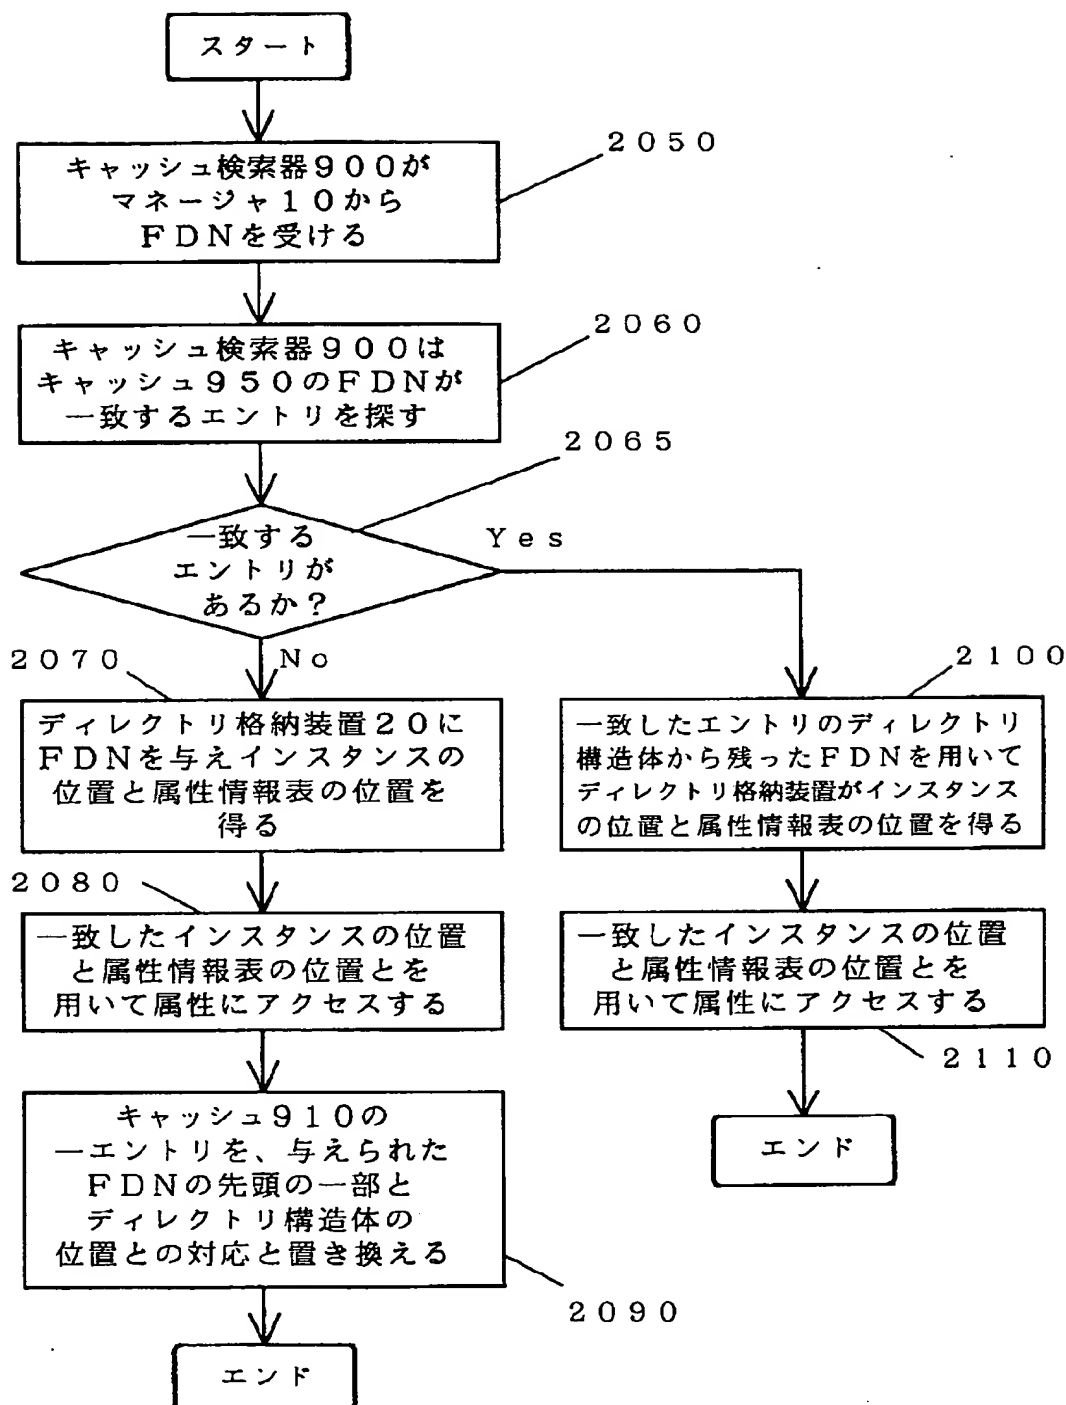 スタート
2050
キャッシュ検索器900が
マネージャ10から
FDNを受ける
2060
キャッシュ検索器900は
キャッシュ950のFDNが
一致するエントリを探す
2065
一致する
エントリが
あるか?
Yes
No
2070
ディレクトリ格納装置20に
FDNを与えインスタンスの
位置と属性情報表の位置を
得る
2100
一致したエントリのディレクトリ
構造体から残ったFDNを用いて
ディレクトリ格納装置がインスタンス
の位置と属性情報表の位置を得る
2080
一致したインスタンスの位置
と属性情報表の位置とを
用いて属性にアクセスする
一致したインスタンスの位置
と属性情報表の位置とを
用いて属性にアクセスする
2110
キャッシュ910の
一エントリを、与えられた
FDNの先頭の一部と
ディレクトリ構造体の
位置との対応と置き換える
2090
エンド
エンド